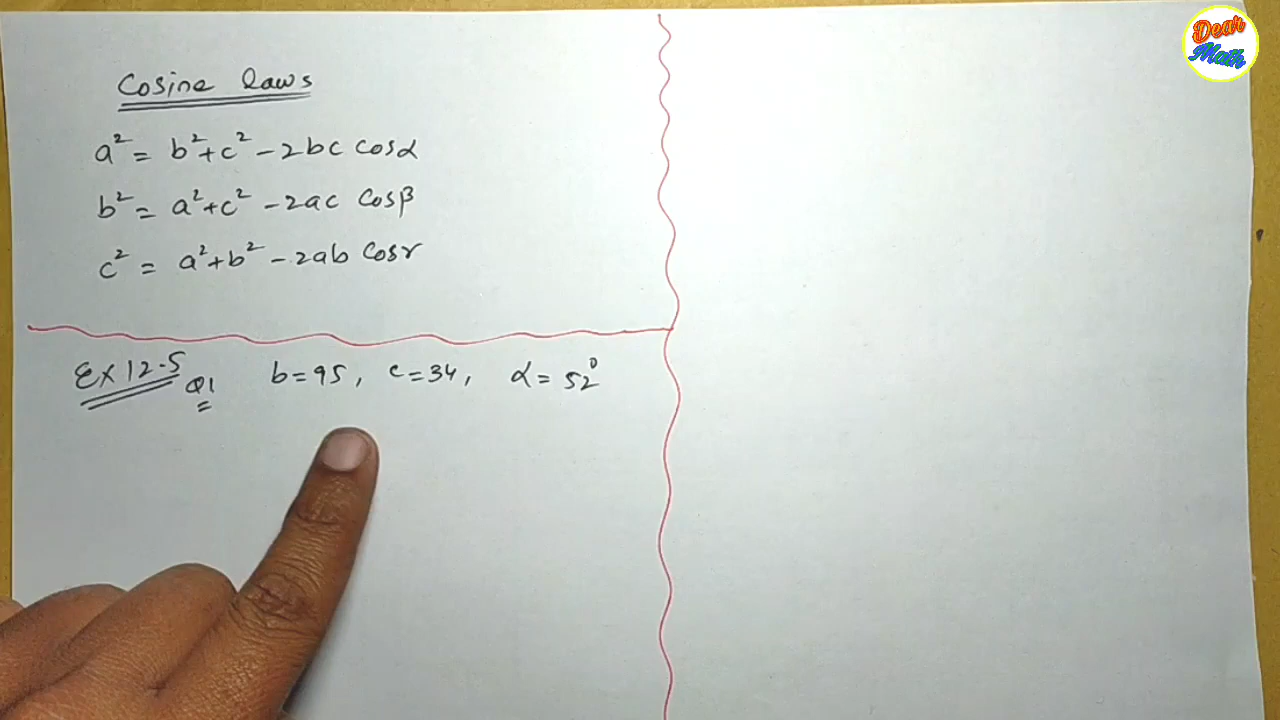 Cosine laws
a² = b² + c² - 2bc cosα
b² = a² + c² - 2ac cosβ
c² = a² + b² - 2ab cosγ
Ex 12.5 Q1 b = 95, c = 34, α = 52°
Dear
Math